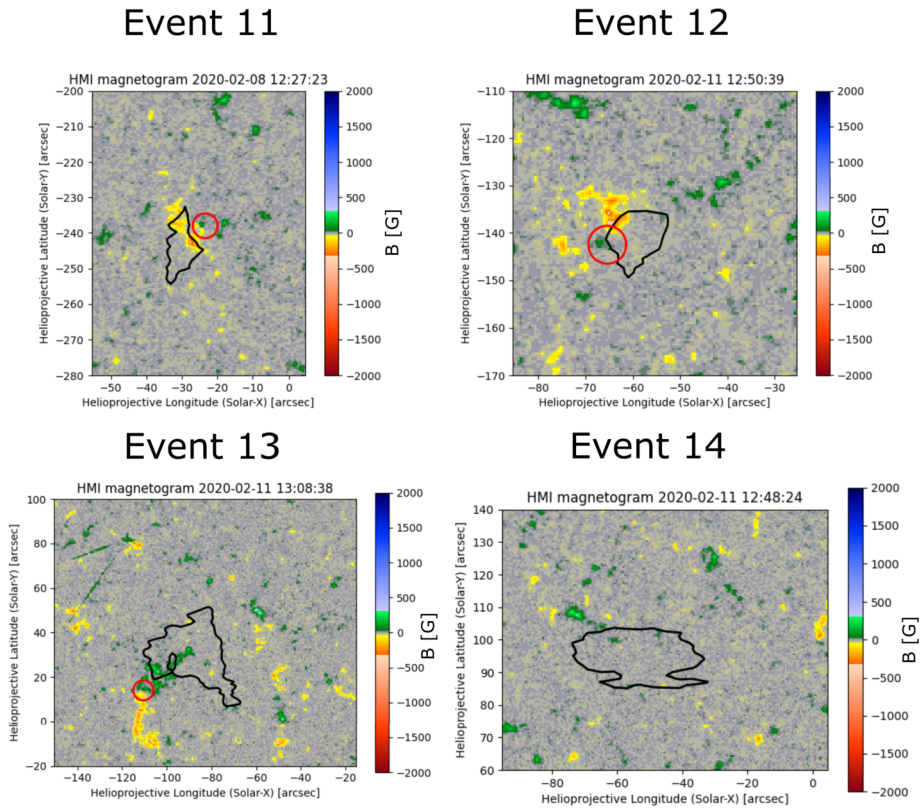 Event 11
HMI magnetogram 2020-02-08 12:27:23
Helioprojective Latitude (Solar-Y) [arcsec]
−200
−210
−220
−230
−240
−250
−260
−270
−280
−50 −40 −30 −20 −10 0
Helioprojective Longitude (Solar-X) [arcsec]
2000
1500
1000
500
0
−500
−1000
−1500
−2000
B [G]
Event 12
HMI magnetogram 2020-02-11 12:50:39
Helioprojective Latitude (Solar-Y) [arcsec]
−110
−120
−130
−140
−150
−160
−170
−80 −70 −60 −50 −40 −30
Helioprojective Longitude (Solar-X) [arcsec]
2000
1500
1000
500
0
−500
−1000
−1500
−2000
B [G]
Event 13
HMI magnetogram 2020-02-11 13:08:38
Helioprojective Latitude (Solar-Y) [arcsec]
100
80
60
40
20
0
−20
−140 −120 −100 −80 −60 −40 −20
Helioprojective Longitude (Solar-X) [arcsec]
2000
1500
1000
500
0
−500
−1000
−1500
−2000
B [G]
Event 14
HMI magnetogram 2020-02-11 12:48:24
Helioprojective Latitude (Solar-Y) [arcsec]
140
130
120
110
100
90
80
70
60
−80 −60 −40 −20 0
Helioprojective Longitude (Solar-X) [arcsec]
2000
1500
1000
500
0
−500
−1000
−1500
−2000
B [G]